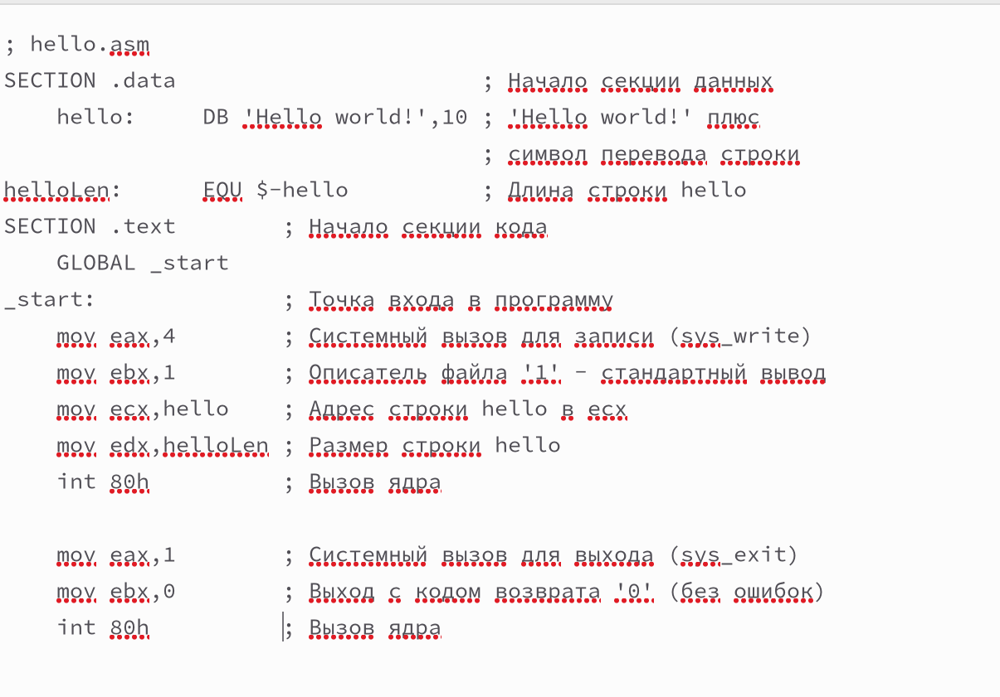 ; hello.asm
SECTION .data                       ; Начало секции данных
    hello:     DB 'Hello world!',10 ; 'Hello world!' плюс
                                    ; символ перевода строки
helloLen:      EQU $-hello          ; Длина строки hello
SECTION .text        ; Начало секции кода
    GLOBAL _start
_start:              ; Точка входа в программу
    mov eax,4        ; Системный вызов для записи (sys_write)
    mov ebx,1        ; Описатель файла '1' - стандартный вывод
    mov ecx,hello    ; Адрес строки hello в ecx
    mov edx,helloLen ; Размер строки hello
    int 80h          ; Вызов ядра
    mov eax,1        ; Системный вызов для выхода (sys_exit)
    mov ebx,0        ; Выход с кодом возврата '0' (без ошибок)
    int 80h          ; Вызов ядра